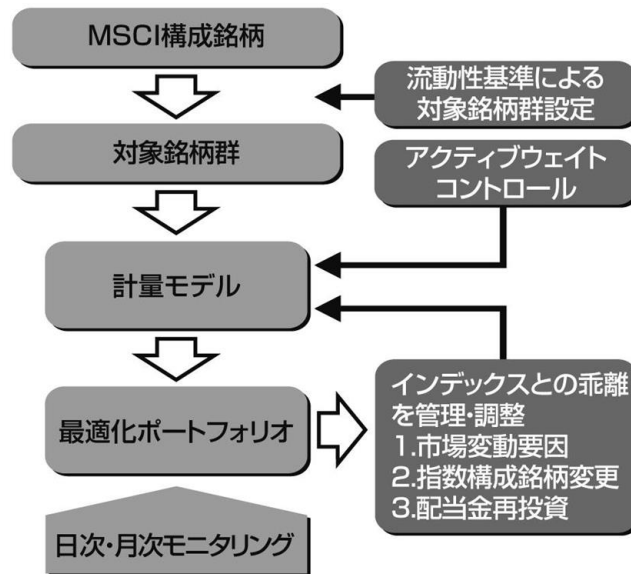 MSCI構成銘柄
流動性基準による
対象銘柄群設定
対象銘柄群
アクティブウェイト
コントロール
計量モデル
最適化ポートフォリオ
インデックスとの乖離
を管理・調整
1.市場変動要因
2.指数構成銘柄変更
3.配当金再投資
日次・月次モニタリング